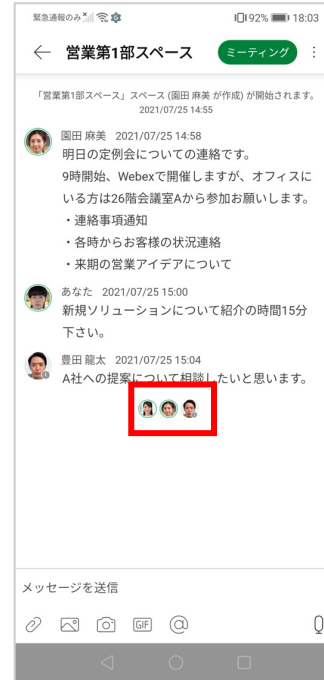 緊急通報のみ 92% 18:03
営業第1部スペース ミーティング
「営業第1部スペース」スペース (園田 麻美 が作成) が開始されます。
2021/07/25 14:55
園田 麻美 2021/07/25 14:58
明日の定例会についての連絡です。
9時開始、Webexで開催しますが、オフィスに
いる方は26階会議室Aから参加お願いします。
・連絡事項通知
・各時からお客様の状況連絡
・来期の営業アイデアについて
あなた 2021/07/25 15:00
新規ソリューションについて紹介の時間15分
下さい。
豊田 龍太 2021/07/25 15:04
A社への提案について相談したいと思います。
メッセージを送信
GIF @